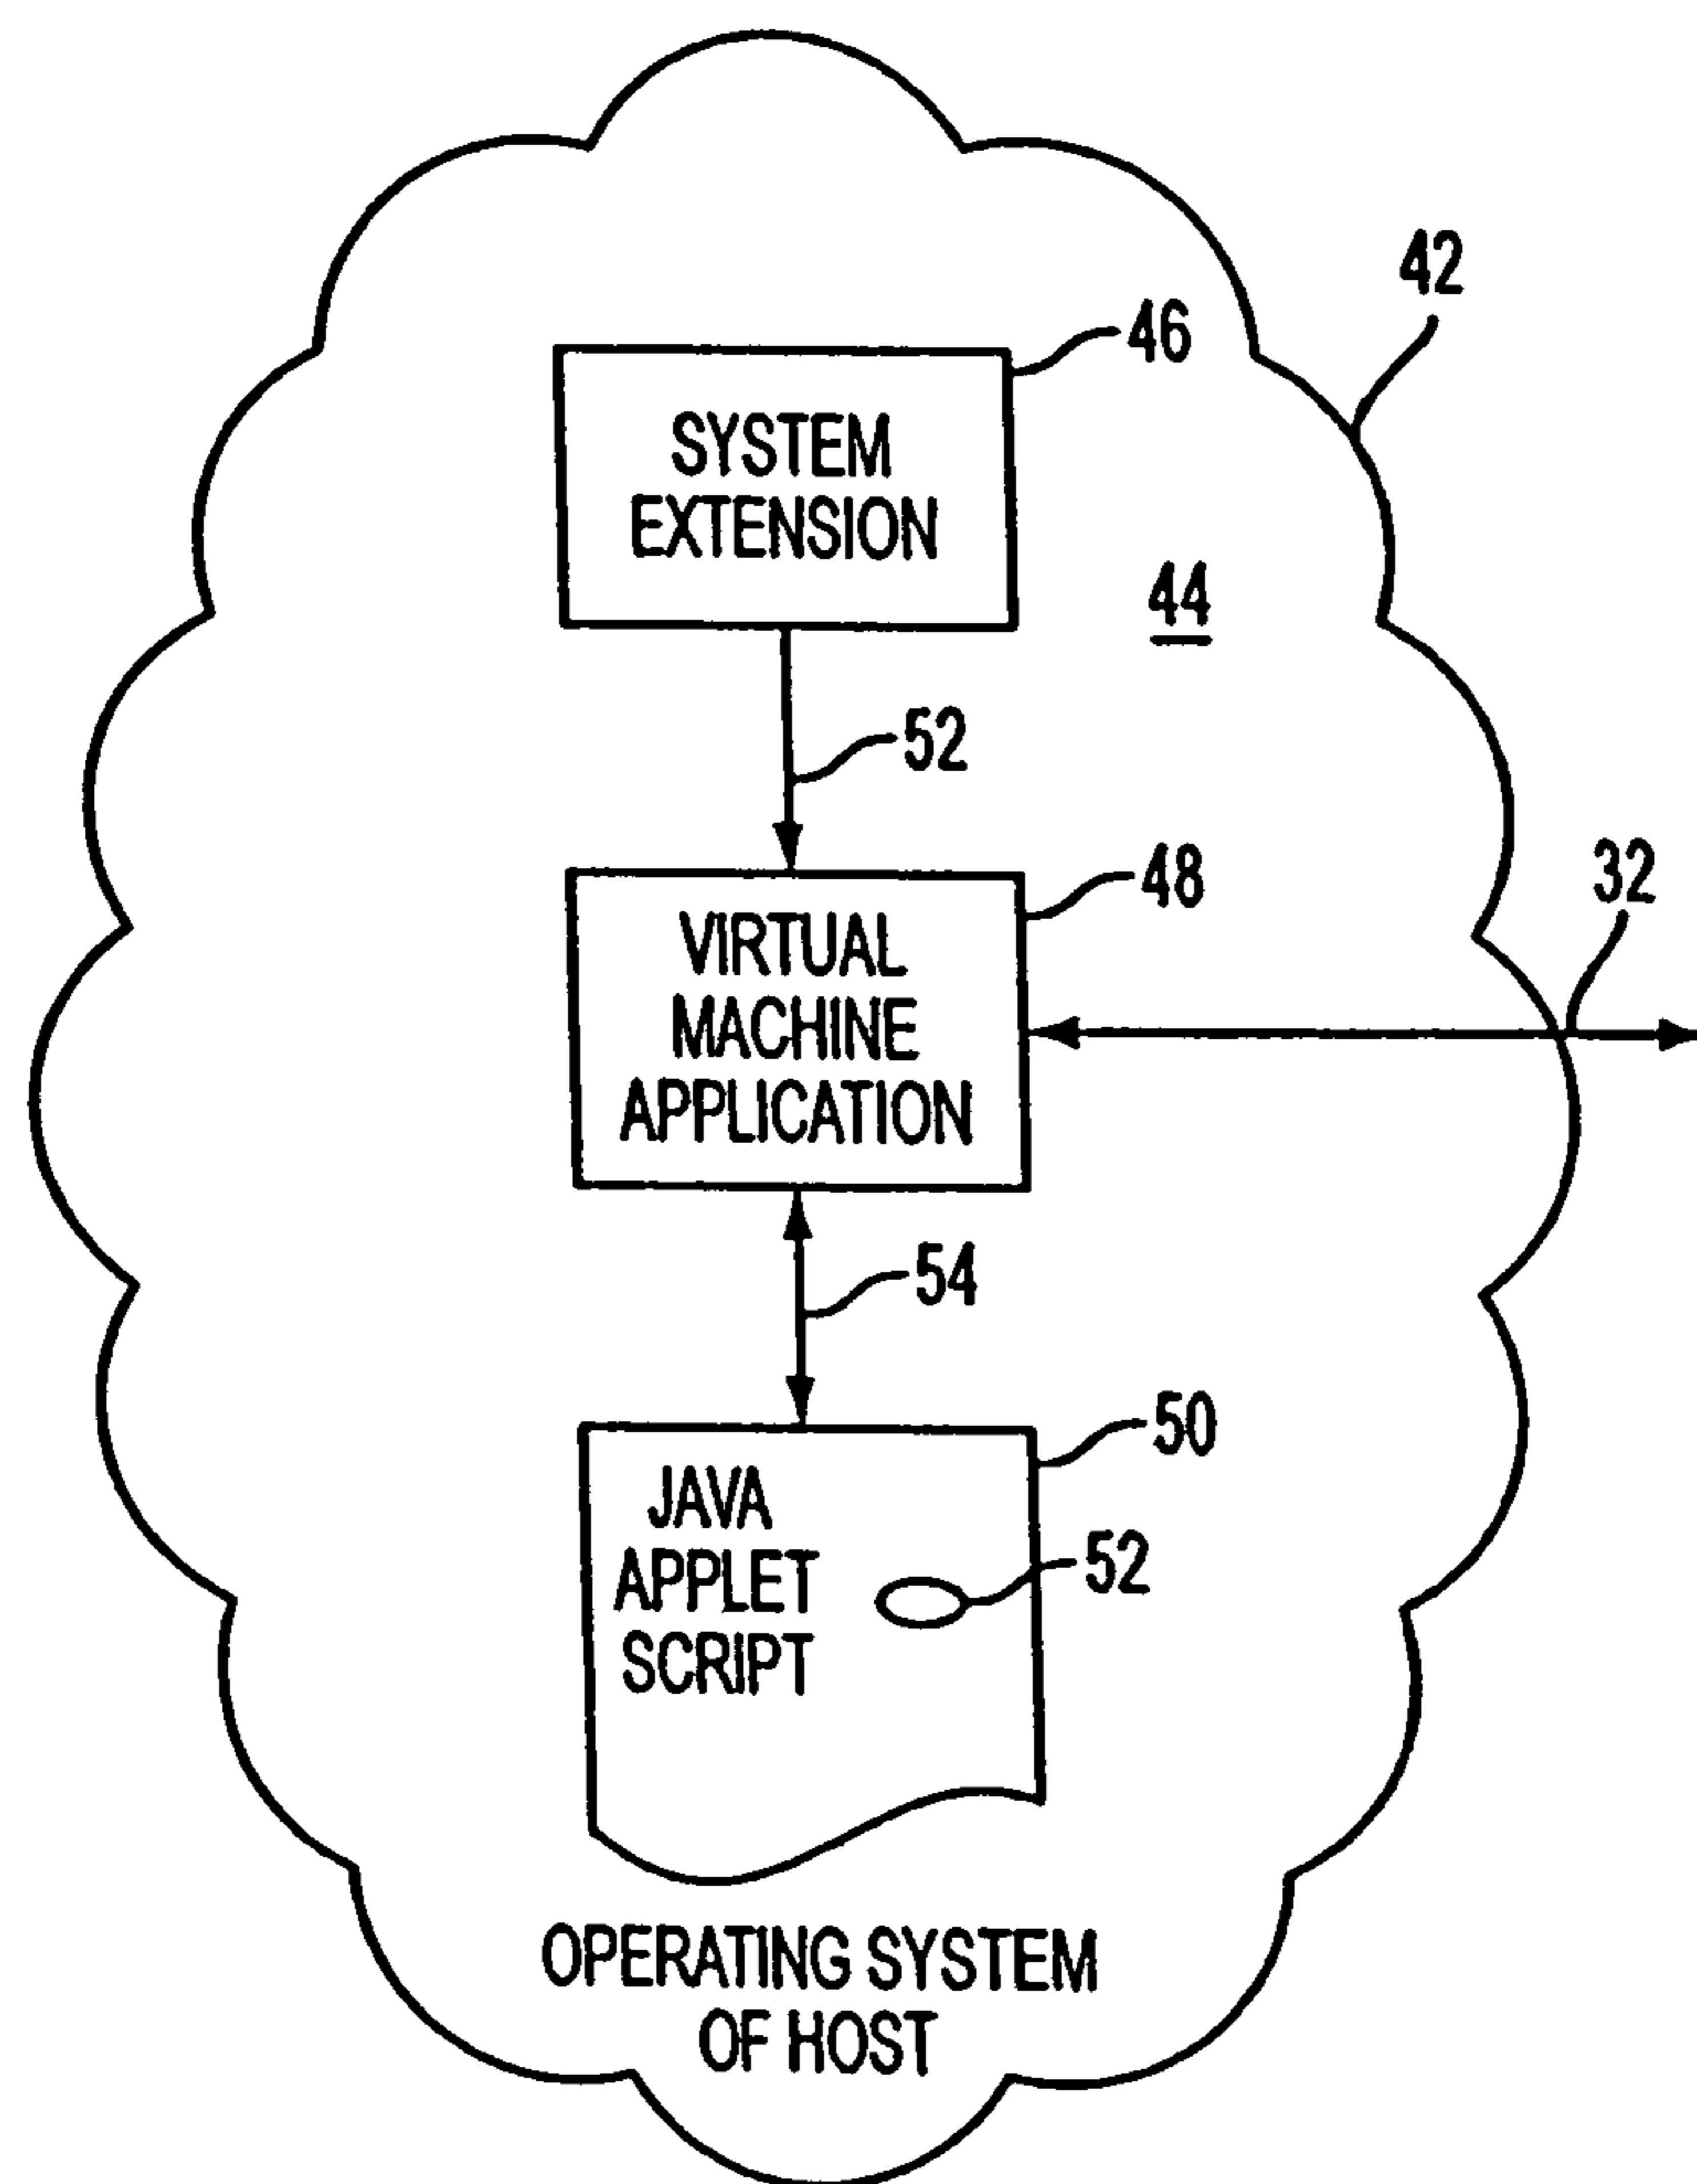 42
46
SYSTEM
EXTENSION
44
52
48
32
VIRTUAL
MACHINE
APPLICATION
54
50
JAVA
APPLET
52
SCRIPT
OPERATING SYSTEM
OF HOST